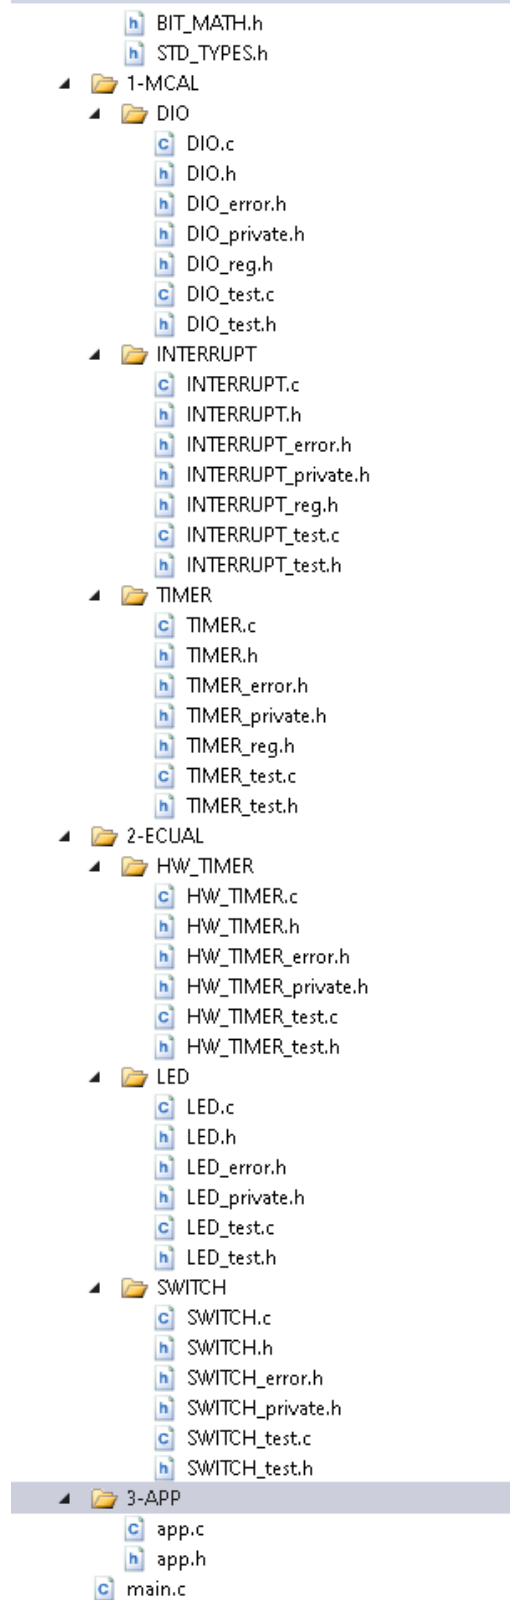 BIT_MATH.h
STD_TYPES.h
1-MCAL
DIO
DIO.c
DIO.h
DIO_error.h
DIO_private.h
DIO_reg.h
DIO_test.c
DIO_test.h
INTERRUPT
INTERRUPT.c
INTERRUPT.h
INTERRUPT_error.h
INTERRUPT_private.h
INTERRUPT_reg.h
INTERRUPT_test.c
INTERRUPT_test.h
TIMER
TIMER.c
TIMER.h
TIMER_error.h
TIMER_private.h
TIMER_reg.h
TIMER_test.c
TIMER_test.h
2-ECUAL
HW_TIMER
HW_TIMER.c
HW_TIMER.h
HW_TIMER_error.h
HW_TIMER_private.h
HW_TIMER_test.c
HW_TIMER_test.h
LED
LED.c
LED.h
LED_error.h
LED_private.h
LED_test.c
LED_test.h
SWITCH
SWITCH.c
SWITCH.h
SWITCH_error.h
SWITCH_private.h
SWITCH_test.c
SWITCH_test.h
3-APP
app.c
app.h
main.c